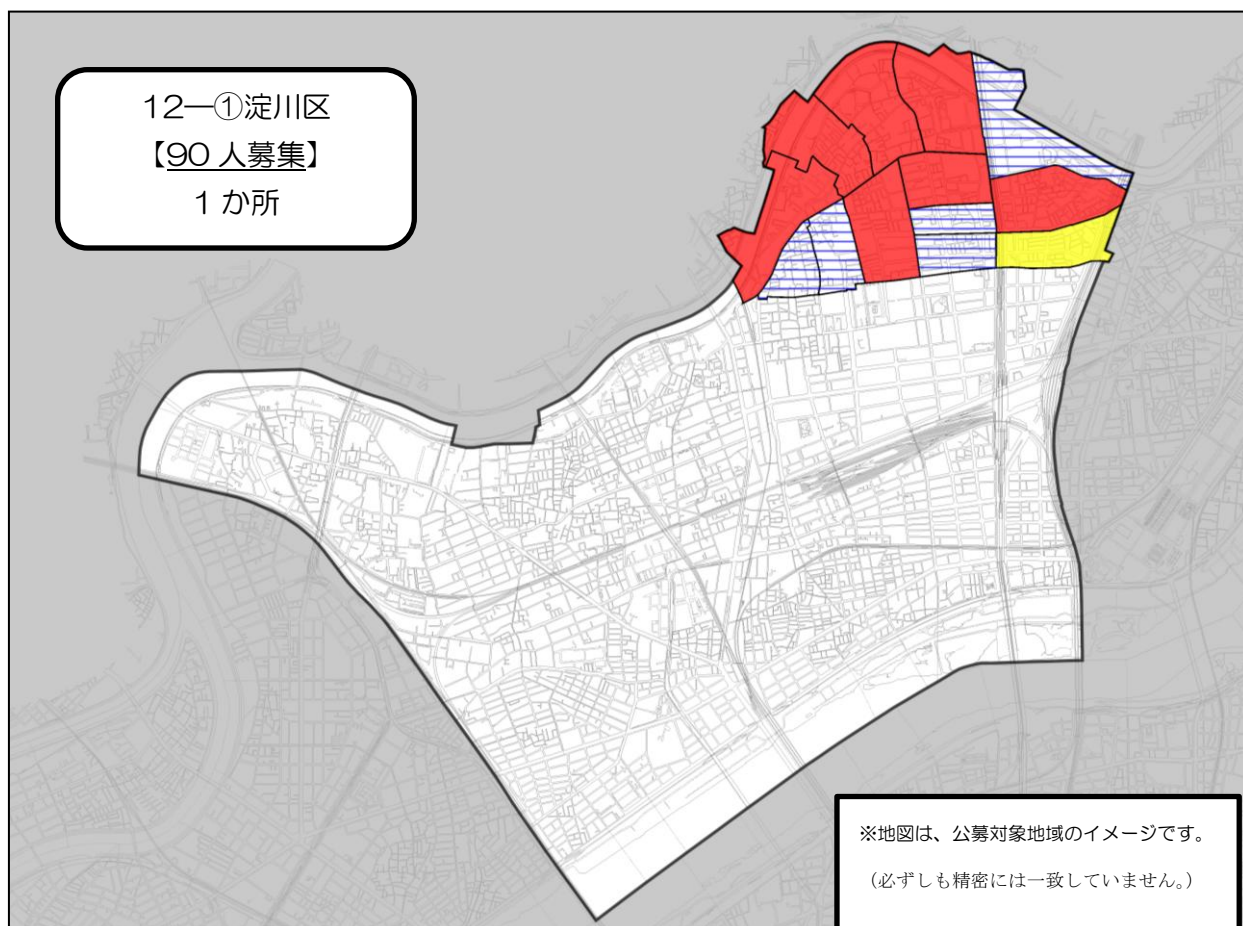 12―①淀川区
【90 人募集】
1 か所
※地図は、公募対象地域のイメージです。
（必ずしも精密には一致していません。）